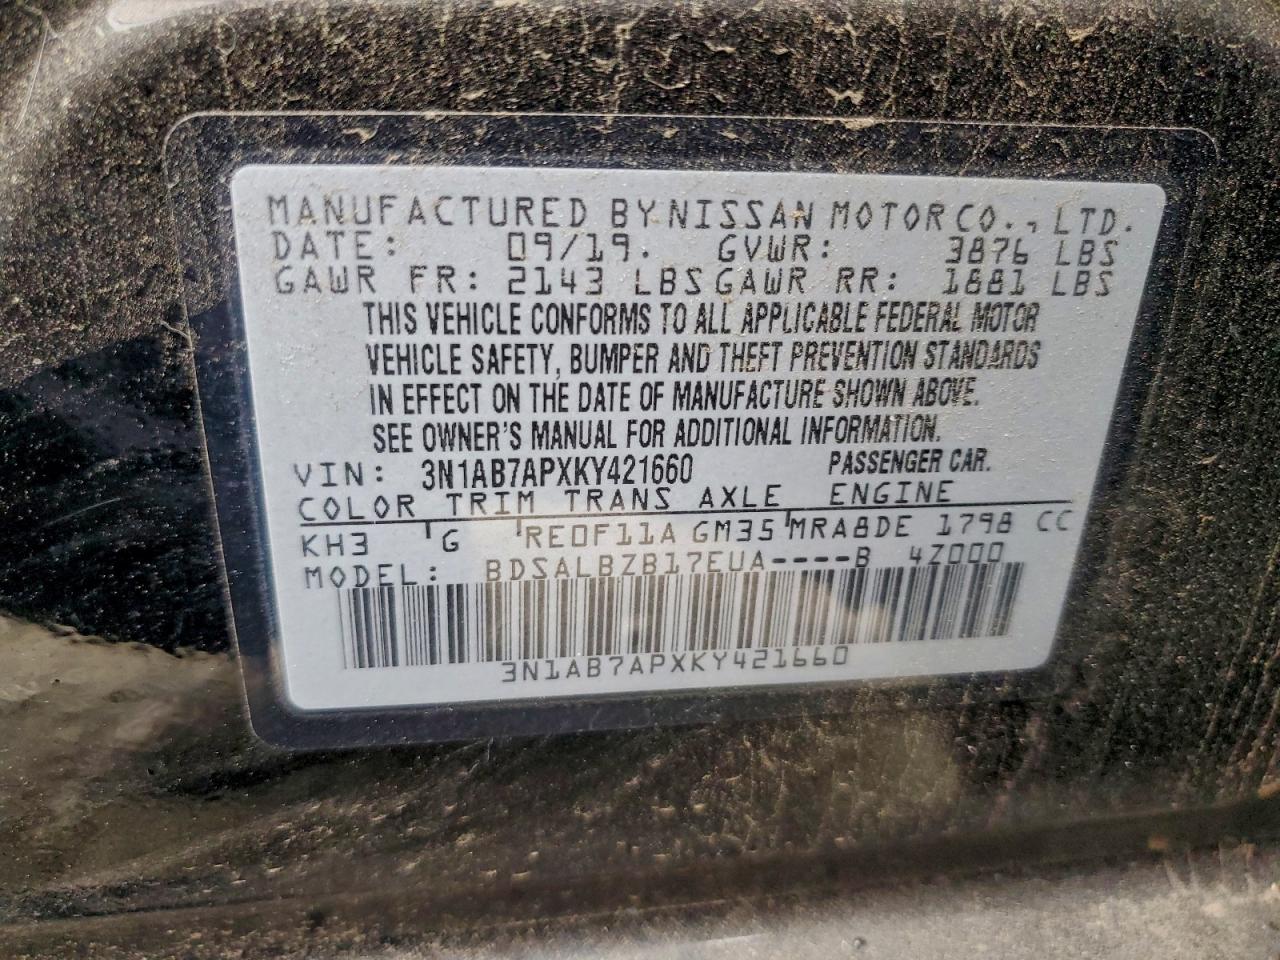 MANUFACTURED BY NISSAN MOTOR CO., LTD.
DATE: 09/19. GVWR: 3876 LBS
GAWR FR: 2143 LBS GAWR RR: 1881 LBS
THIS VEHICLE CONFORMS TO ALL APPLICABLE FEDERAL MOTOR
VEHICLE SAFETY, BUMPER AND THEFT PREVENTION STANDARDS
IN EFFECT ON THE DATE OF MANUFACTURE SHOWN ABOVE.
SEE OWNER'S MANUAL FOR ADDITIONAL INFORMATION.
VIN: 3N1AB7APXKY421660 PASSENGER CAR.
COLOR TRIM TRANS AXLE ENGINE
KH3 G RE0F11A GM35 MRA8DE 1798 CC
MODEL: BDSALBZB17EUA----B 4Z000
3N1AB7APXKY421660